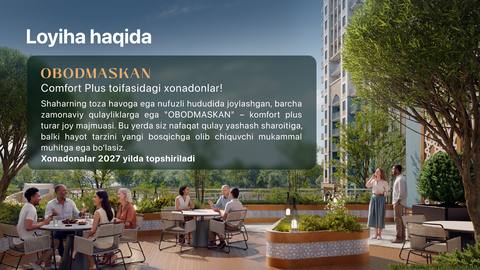 Loyiha haqida
OBODMASKAN
Comfort Plus toifasidagi xonadonlar!
Shaharning toza havoga ega nufuzli hududida joylashgan, barcha
zamonaviy qulayliklarga ega "OBODMASKAN" – komfort plus
turar joy majmuasi. Bu yerda siz nafaqat qulay yashash sharoitiga,
balki hayot tarzini yangi bosqichga olib chiquvchi mukammal
muhitga ega bo'lasiz.
Xonadonalar 2027 yilda topshiriladi